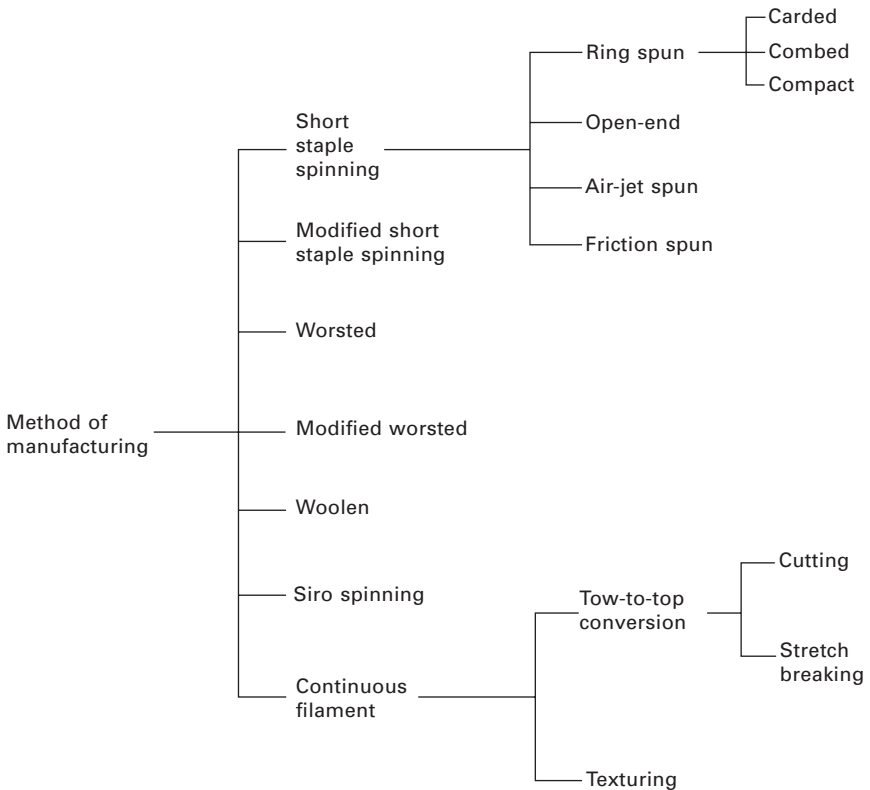 Carded
Ring spun
Combed
Compact
Short
staple
spinning
Open-end
Air-jet spun
Modified short
staple spinning
Friction spun
Worsted
Method of
manufacturing
Modified worsted
Woolen
Siro spinning
Tow-to-top
conversion
Cutting
Stretch
breaking
Continuous
filament
Texturing